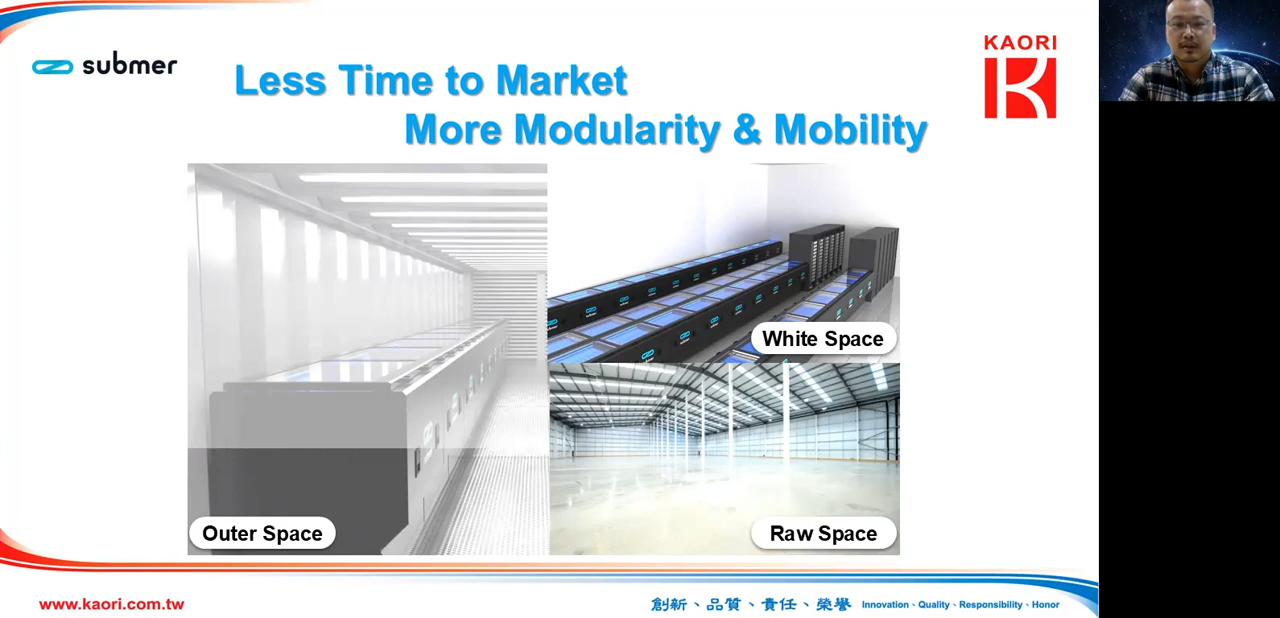 submer
KAORI
Less Time to Market
More Modularity & Mobility
White Space
Outer Space
Raw Space
www.kaori.com.tw
創新、品質、責任、榮譽 Innovation、Quality、Responsibility、Honor